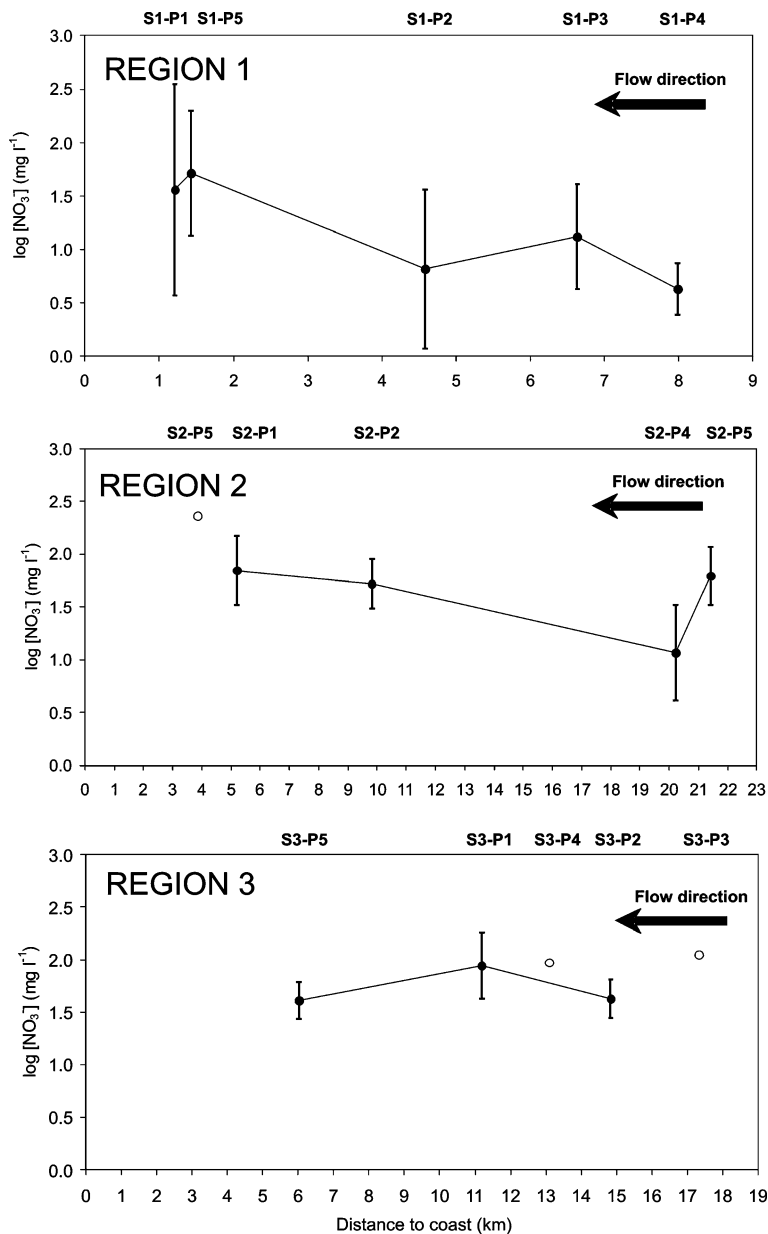 S1-P1 S1-P5 S1-P2 S1-P3 S1-P4
3.0
2.5
2.0
1.5
1.0
0.5
0.0
log [NO3] (mg l-1)
REGION 1
Flow direction
0 1 2 3 4 5 6 7 8 9
S2-P5 S2-P1 S2-P2 S2-P4 S2-P5
3.0
2.5
2.0
1.5
1.0
0.5
0.0
log [NO3] (mg l-1)
REGION 2
Flow direction
0 1 2 3 4 5 6 7 8 9 10 11 12 13 14 15 16 17 18 19 20 21 22 23
S3-P5 S3-P1 S3-P4 S3-P2 S3-P3
3.0
2.5
2.0
1.5
1.0
0.5
0.0
log [NO3] (mg l-1)
REGION 3
Flow direction
0 1 2 3 4 5 6 7 8 9 10 11 12 13 14 15 16 17 18 19
Distance to coast (km)